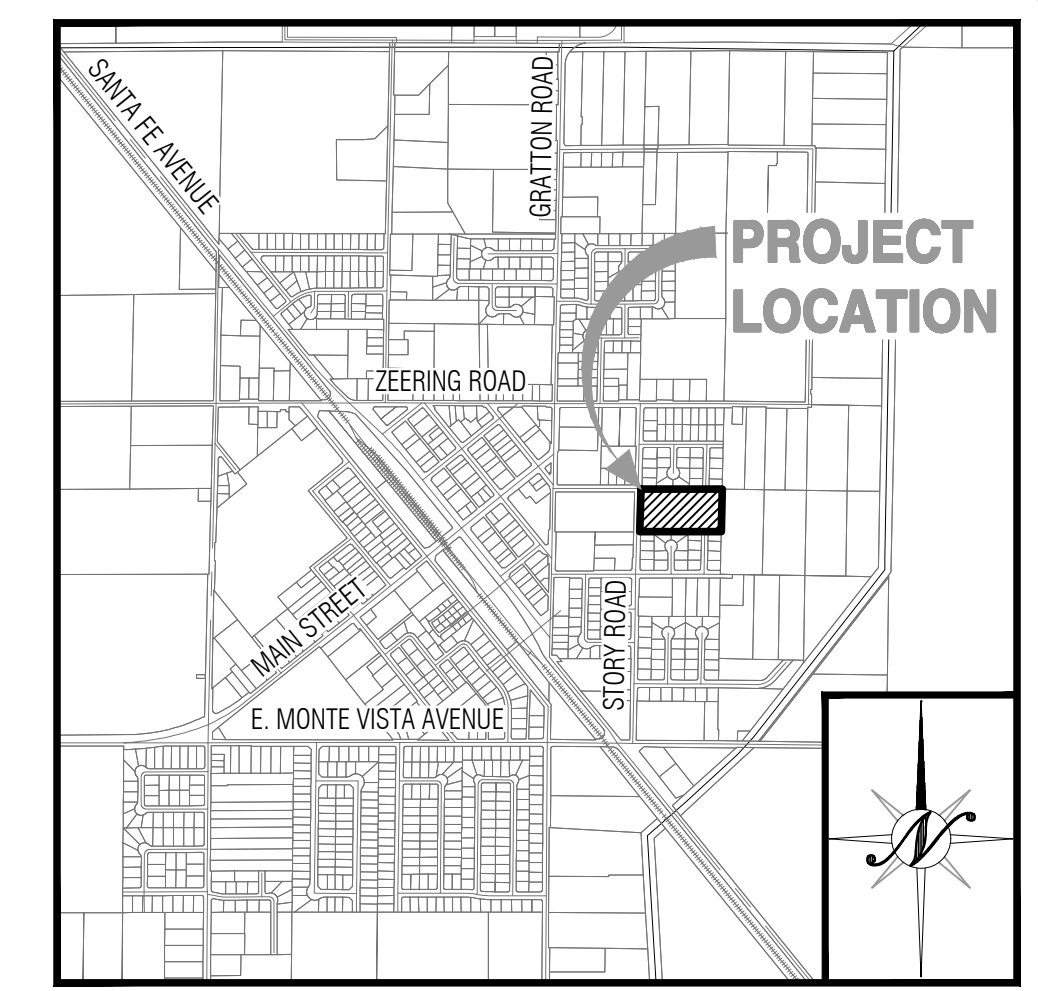 SANTA FE AVENUE
GRATTON ROAD
PROJECT
LOCATION
ZEERING ROAD
MAIN STREET
STORY ROAD
E. MONTE VISTA AVENUE
N